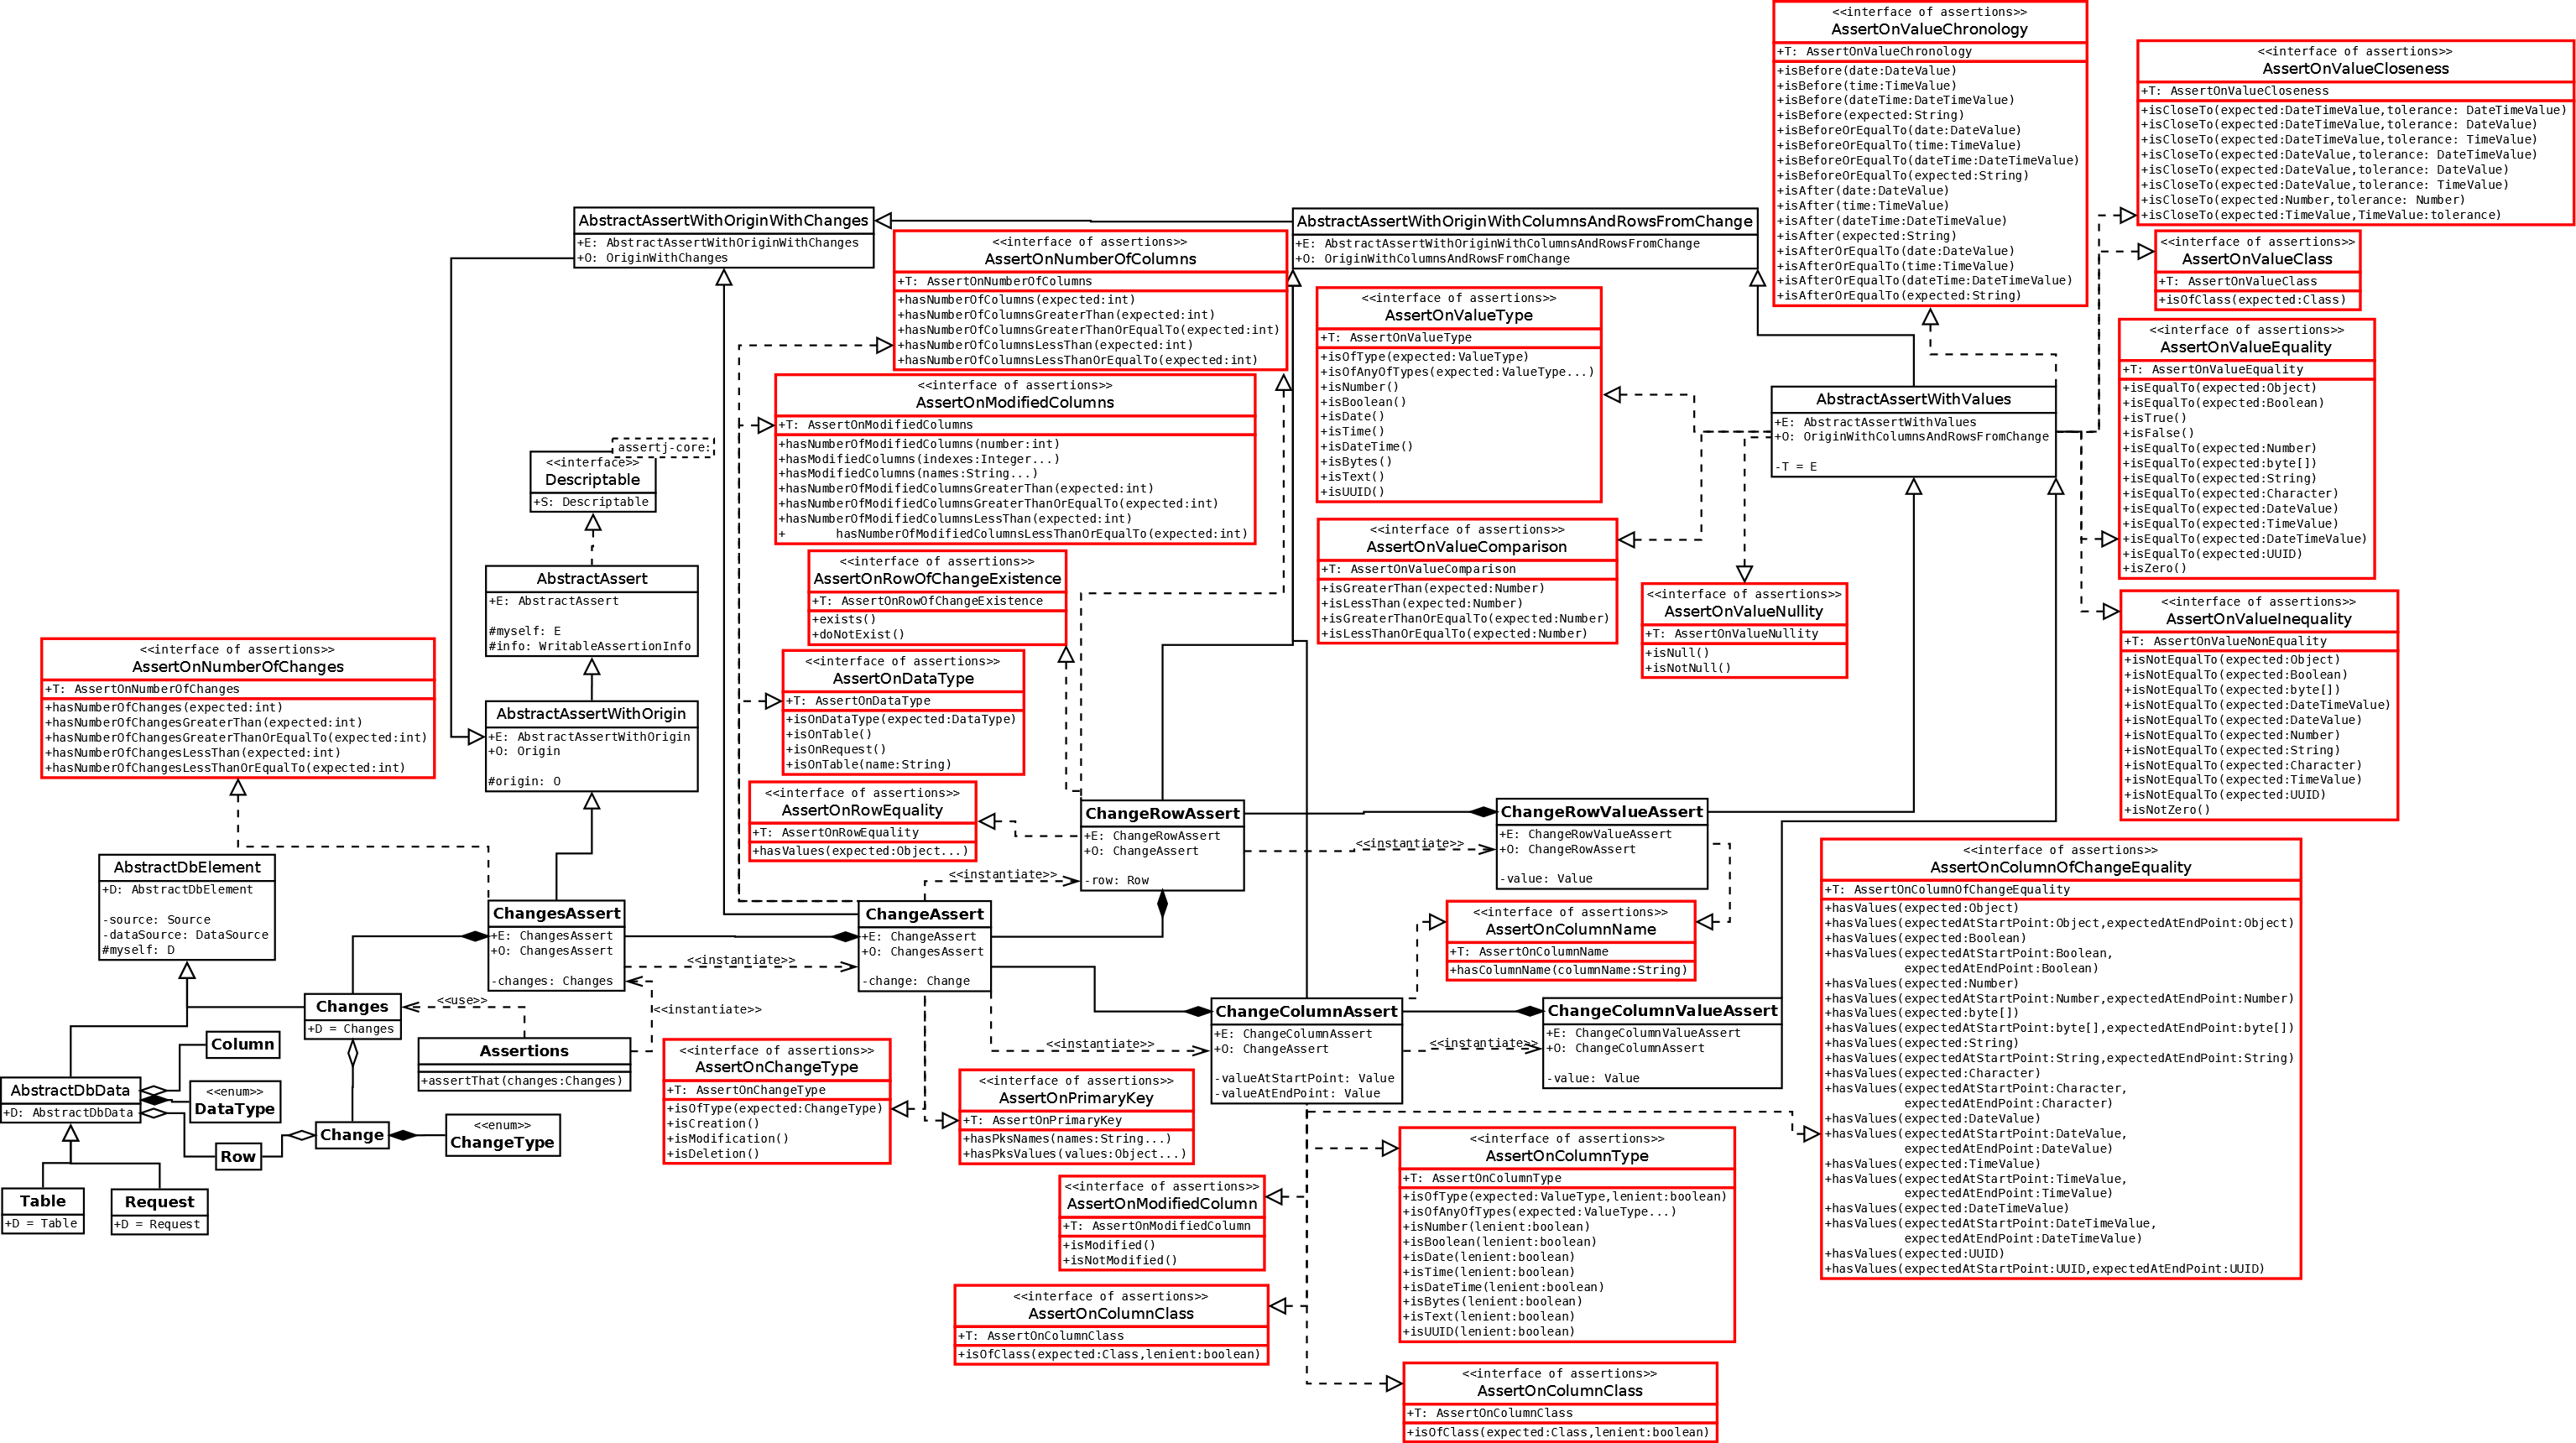 <<interface of assertions>>
AssertOnValueChronology
+T: AssertOnValueChronology
+isBefore(date:DateValue)
+isBefore(time:TimeValue)
+isBefore(dateTime:DateTimeValue)
+isBefore(expected:String)
+isBeforeOrEqualTo(date:DateValue)
+isBeforeOrEqualTo(time:TimeValue)
+isBeforeOrEqualTo(dateTime:DateTimeValue)
+isBeforeOrEqualTo(expected:String)
+isAfter(date:DateValue)
+isAfter(time:TimeValue)
+isAfter(dateTime:DateTimeValue)
+isAfter(expected:String)
+isAfterOrEqualTo(date:DateValue)
+isAfterOrEqualTo(time:TimeValue)
+isAfterOrEqualTo(dateTime:DateTimeValue)
+isAfterOrEqualTo(expected:String)
<<interface of assertions>>
AssertOnValueCloseness
+T: AssertOnValueCloseness
+isCloseTo(expected:DateTimeValue,tolerance: DateTimeValue)
+isCloseTo(expected:DateTimeValue,tolerance: DateValue)
+isCloseTo(expected:DateTimeValue,tolerance: TimeValue)
+isCloseTo(expected:DateValue,tolerance: DateTimeValue)
+isCloseTo(expected:DateValue,tolerance: DateValue)
+isCloseTo(expected:DateValue,tolerance: TimeValue)
+isCloseTo(expected:Number,tolerance: Number)
+isCloseTo(expected:TimeValue,TimeValue:tolerance)
AbstractAssertWithOriginWithChanges
+E: AbstractAssertWithOriginWithChanges
+O: OriginWithChanges
AbstractAssertWithOriginWithColumnsAndRowsFromChange
+E: AbstractAssertWithOriginWithColumnsAndRowsFromChange
+O: OriginWithColumnsAndRowsFromChange
<<interface of assertions>>
AssertOnNumberOfColumns
+T: AssertOnNumberOfColumns
+hasNumberOfColumns(expected:int)
+hasNumberOfColumnsGreaterThan(expected:int)
+hasNumberOfColumnsGreaterThanOrEqualTo(expected:int)
+hasNumberOfColumnsLessThan(expected:int)
+hasNumberOfColumnsLessThanOrEqualTo(expected:int)
<<interface of assertions>>
AssertOnValueClass
+T: AssertOnValueClass
+isOfClass(expected:Class)
<<interface of assertions>>
AssertOnValueType
+T: AssertOnValueType
+isOfType(expected:ValueType)
+isOfAnyOfTypes(expected:ValueType...)
+isNumber()
+isBoolean()
+isDate()
+isTime()
+isDateTime()
+isBytes()
+isText()
+isUUID()
<<interface of assertions>>
AssertOnValueEquality
+T: AssertOnValueEquality
+isEqualTo(expected:Object)
+isEqualTo(expected:Boolean)
+isTrue()
+isFalse()
+isEqualTo(expected:Number)
+isEqualTo(expected:byte[])
+isEqualTo(expected:String)
+isEqualTo(expected:Character)
+isEqualTo(expected:DateValue)
+isEqualTo(expected:TimeValue)
+isEqualTo(expected:DateTimeValue)
+isEqualTo(expected:UUID)
+isZero()
<<interface of assertions>>
AssertOnModifiedColumns
+T: AssertOnModifiedColumns
+hasNumberOfModifiedColumns(number:int)
+hasModifiedColumns(indexes:Integer...)
+hasModifiedColumns(names:String...)
+hasNumberOfModifiedColumnsGreaterThan(expected:int)
+hasNumberOfModifiedColumnsGreaterThanOrEqualTo(expected:int)
+hasNumberOfModifiedColumnsLessThan(expected:int)
+ hasNumberOfModifiedColumnsLessThanOrEqualTo(expected:int)
AbstractAssertWithValues
+E: AbstractAssertWithValues
+O: OriginWithColumnsAndRowsFromChange
-T = E
assertj-core:
<<interface>>
Descriptable
+S: Descriptable
<<interface of assertions>>
AssertOnValueComparison
+T: AssertOnValueComparison
+isGreaterThan(expected:Number)
+isLessThan(expected:Number)
+isGreaterThanOrEqualTo(expected:Number)
+isLessThanOrEqualTo(expected:Number)
<<interface of assertions>>
AssertOnRowOfChangeExistence
+T: AssertOnRowOfChangeExistence
+exists()
+doNotExist()
AbstractAssert
+E: AbstractAssert
#myself: E
#info: WritableAssertionInfo
<<interface of assertions>>
AssertOnValueNullity
+T: AssertOnValueNullity
+isNull()
+isNotNull()
<<interface of assertions>>
AssertOnValueInequality
+T: AssertOnValueNonEquality
+isNotEqualTo(expected:Object)
+isNotEqualTo(expected:Boolean)
+isNotEqualTo(expected:byte[])
+isNotEqualTo(expected:DateTimeValue)
+isNotEqualTo(expected:DateValue)
+isNotEqualTo(expected:Number)
+isNotEqualTo(expected:String)
+isNotEqualTo(expected:Character)
+isNotEqualTo(expected:TimeValue)
+isNotEqualTo(expected:UUID)
+isNotZero()
<<interface of assertions>>
AssertOnNumberOfChanges
+T: AssertOnNumberOfChanges
+hasNumberOfChanges(expected:int)
+hasNumberOfChangesGreaterThan(expected:int)
+hasNumberOfChangesGreaterThanOrEqualTo(expected:int)
+hasNumberOfChangesLessThan(expected:int)
+hasNumberOfChangesLessThanOrEqualTo(expected:int)
<<interface of assertions>>
AssertOnDataType
+T: AssertOnDataType
+isOnDataType(expected:DataType)
+isOnTable()
+isOnRequest()
+isOnTable(name:String)
AbstractAssertWithOrigin
+E: AbstractAssertWithOrigin
+O: Origin
#origin: O
<<interface of assertions>>
AssertOnRowEquality
+T: AssertOnRowEquality
+hasValues(expected:Object...)
ChangeRowAssert
+E: ChangeRowAssert
+O: ChangeAssert
-row: Row
<<instantiate>>
ChangeRowValueAssert
+E: ChangeRowValueAssert
+O: ChangeRowAssert
-value: Value
<<instantiate>>
<<interface of assertions>>
AssertOnColumnOfChangeEquality
+T: AssertOnColumnOfChangeEquality
+hasValues(expected:Object)
+hasValues(expectedAtStartPoint:Object,expectedAtEndPoint:Object)
+hasValues(expected:Boolean)
+hasValues(expectedAtStartPoint:Boolean,
expectedAtEndPoint:Boolean)
+hasValues(expected:Number)
+hasValues(expectedAtStartPoint:Number,expectedAtEndPoint:Number)
+hasValues(expected:byte[])
+hasValues(expectedAtStartPoint:byte[],expectedAtEndPoint:byte[])
+hasValues(expected:String)
+hasValues(expectedAtStartPoint:String,expectedAtEndPoint:String)
+hasValues(expected:Character)
+hasValues(expectedAtStartPoint:Character,
expectedAtEndPoint:Character)
+hasValues(expected:DateValue)
+hasValues(expectedAtStartPoint:DateValue,
expectedAtEndPoint:DateValue)
+hasValues(expected:TimeValue)
+hasValues(expectedAtStartPoint:TimeValue,
expectedAtEndPoint:TimeValue)
+hasValues(expected:DateTimeValue)
+hasValues(expectedAtStartPoint:DateTimeValue,
expectedAtEndPoint:DateTimeValue)
+hasValues(expected:UUID)
+hasValues(expectedAtStartPoint:UUID,expectedAtEndPoint:UUID)
AbstractDbElement
+D: AbstractDbElement
-source: Source
-dataSource: DataSource
#myself: D
ChangesAssert
+E: ChangesAssert
+O: ChangesAssert
-changes: Changes
<<instantiate>>
ChangeAssert
+E: ChangeAssert
+O: ChangesAssert
-change: Change
<<interface of assertions>>
AssertOnColumnName
+T: AssertOnColumnName
+hasColumnName(columnName:String)
Changes
+D = Changes
<<use>>
<<instantiate>>
Assertions
+assertThat(changes:Changes)
Column
<<interface of assertions>>
AssertOnChangeType
+T: AssertOnChangeType
+isOfType(expected:ChangeType)
+isCreation()
+isModification()
+isDeletion()
<<instantiate>>
ChangeColumnAssert
+E: ChangeColumnAssert
+O: ChangeAssert
-valueAtStartPoint: Value
-valueAtEndPoint: Value
<<instantiate>>
ChangeColumnValueAssert
+E: ChangeColumnValueAssert
+O: ChangeColumnAssert
-value: Value
AbstractDbData
+D: AbstractDbData
<<enum>>
DataType
<<interface of assertions>>
AssertOnPrimaryKey
+T: AssertOnPrimaryKey
+hasPksNames(names:String...)
+hasPksValues(values:Object...)
Row
Change
<<enum>>
ChangeType
<<interface of assertions>>
AssertOnColumnType
+T: AssertOnColumnType
+isOfType(expected:ValueType,lenient:boolean)
+isOfAnyOfTypes(expected:ValueType...)
+isNumber(lenient:boolean)
+isBoolean(lenient:boolean)
+isDate(lenient:boolean)
+isTime(lenient:boolean)
+isDateTime(lenient:boolean)
+isBytes(lenient:boolean)
+isText(lenient:boolean)
+isUUID(lenient:boolean)
Table
+D = Table
Request
+D = Request
<<interface of assertions>>
AssertOnModifiedColumn
+T: AssertOnModifiedColumn
+isModified()
+isNotModified()
<<interface of assertions>>
AssertOnColumnClass
+T: AssertOnColumnClass
+isOfClass(expected:Class,lenient:boolean)
<<interface of assertions>>
AssertOnColumnClass
+T: AssertOnColumnClass
+isOfClass(expected:Class,lenient:boolean)